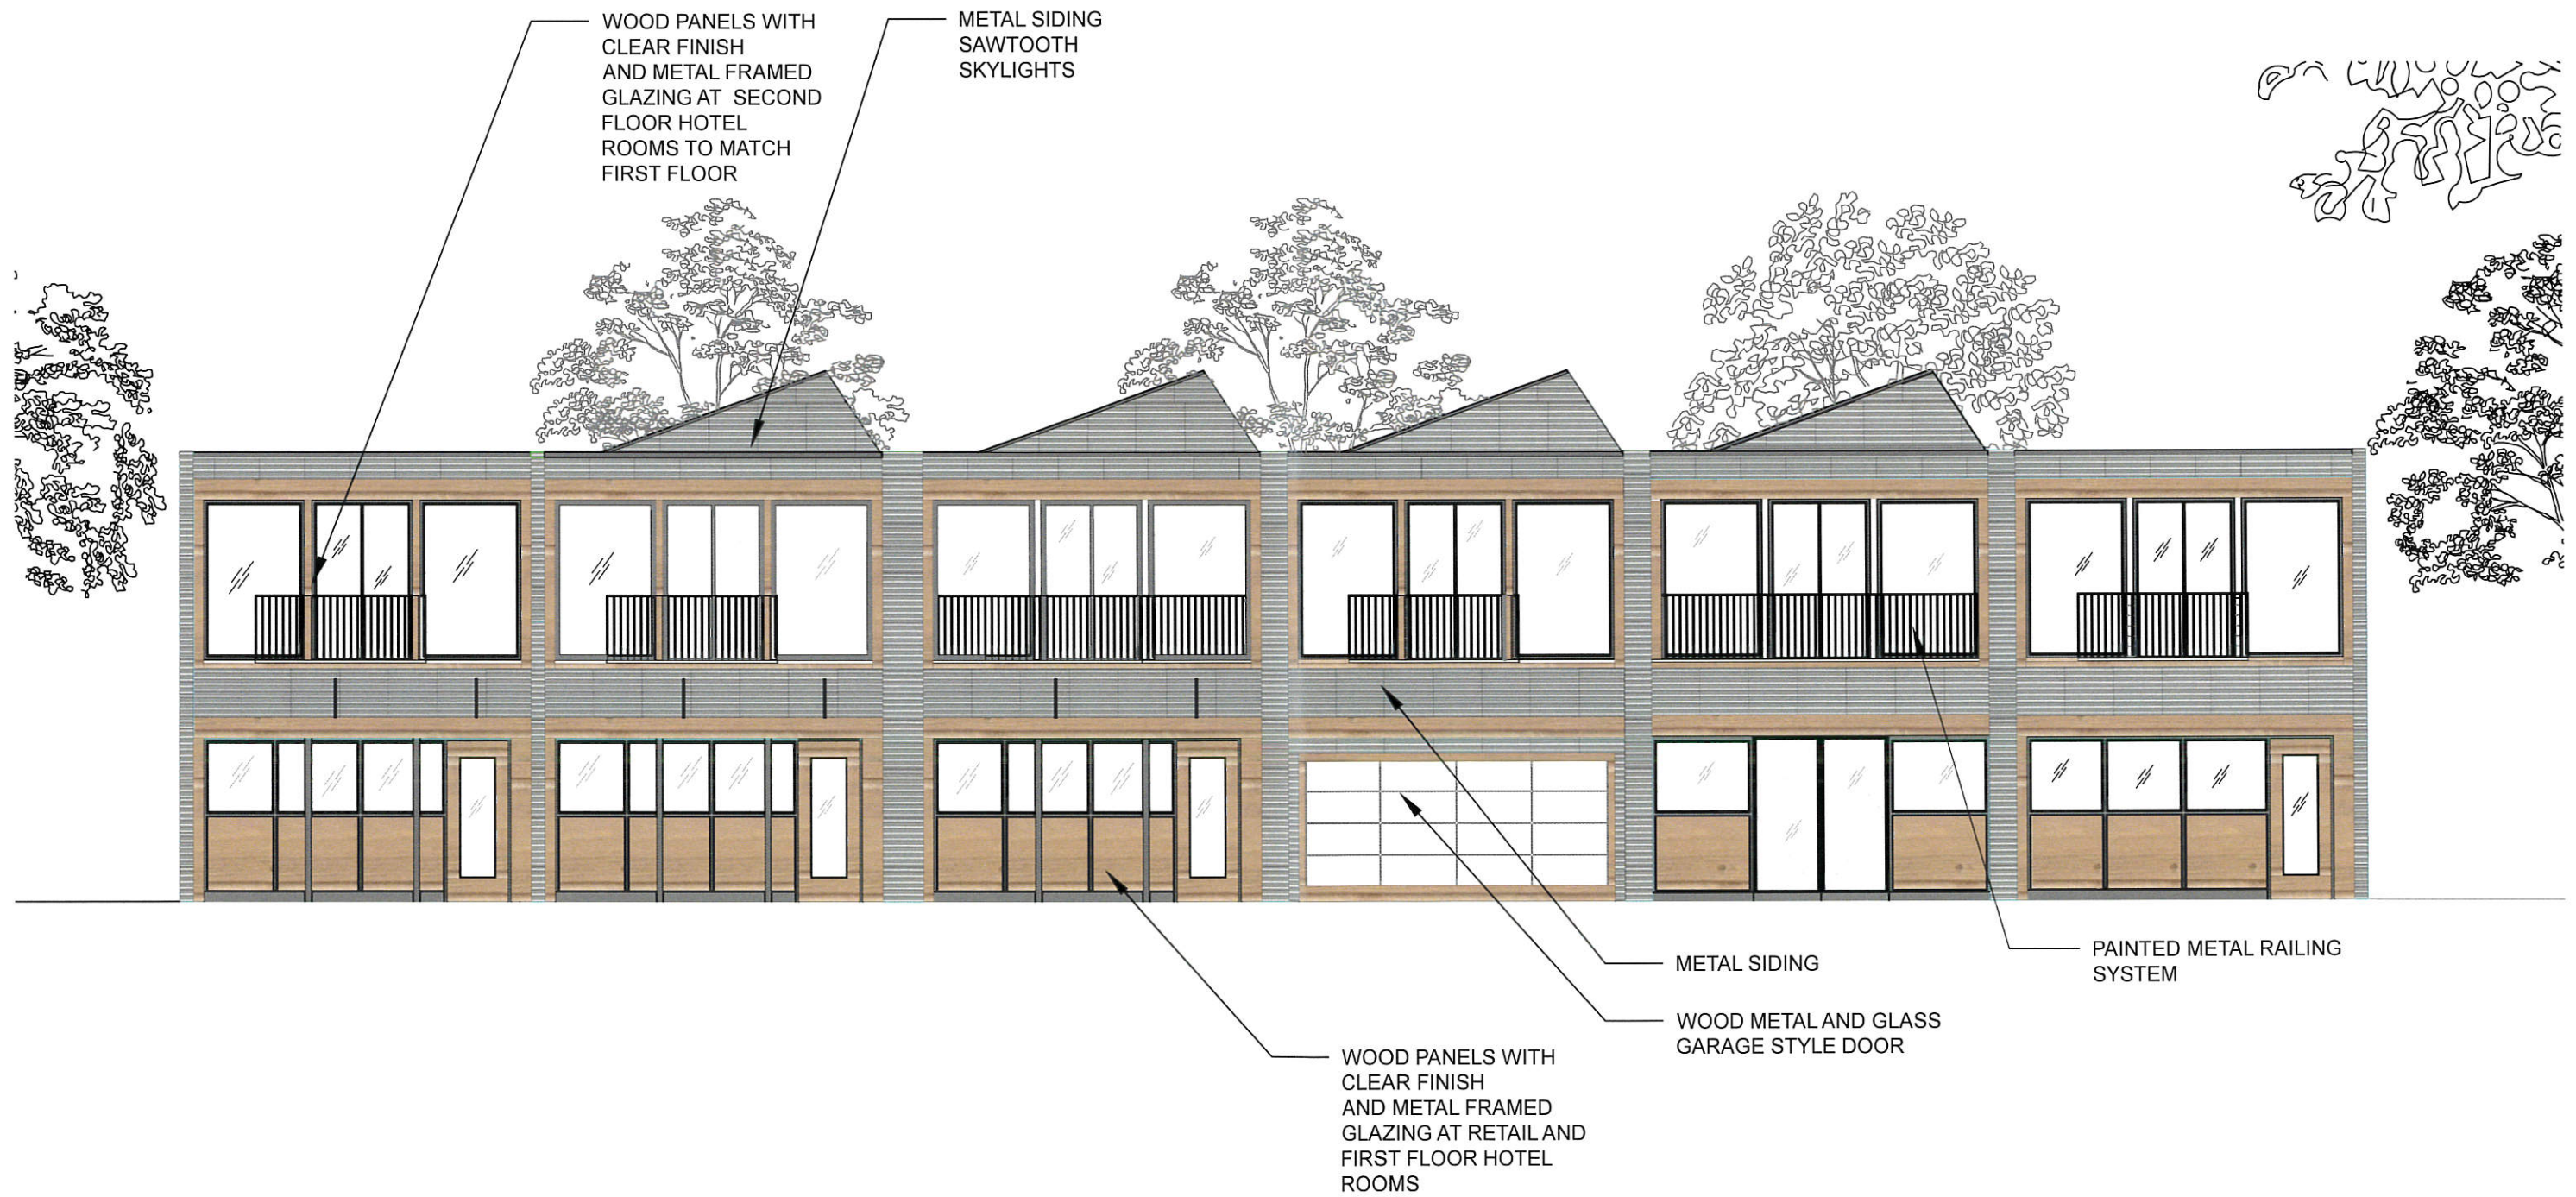 WOOD PANELS WITH
CLEAR FINISH
AND METAL FRAMED
GLAZING AT SECOND
FLOOR HOTEL
ROOMS TO MATCH
FIRST FLOOR
METAL SIDING
SAWTOOTH
SKYLIGHTS
METAL SIDING
PAINTED METAL RAILING
SYSTEM
WOOD METAL AND GLASS
GARAGE STYLE DOOR
WOOD PANELS WITH
CLEAR FINISH
AND METAL FRAMED
GLAZING AT RETAIL AND
FIRST FLOOR HOTEL
ROOMS